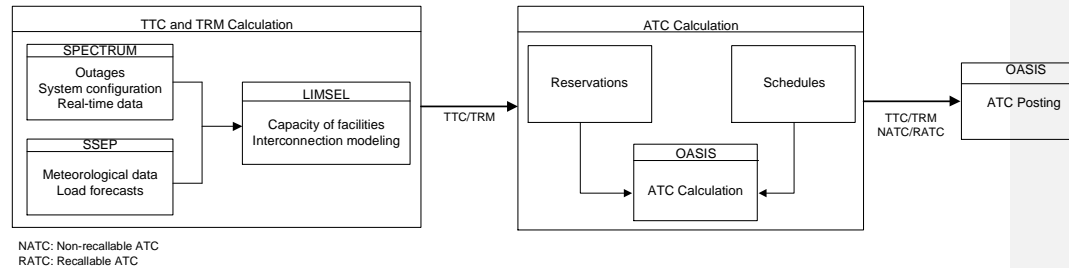 TTC and TRM Calculation
SPECTRUM
Outages
System configuration
Real-time data
SSEP
Meteorological data
Load forecasts
LIMSEL
Capacity of facilities
Interconnection modeling
TTC/TRM
ATC Calculation
Reservations
Schedules
OASIS
ATC Calculation
TTC/TRM
NATC/RATC
OASIS
ATC Posting
NATC: Non-recallable ATC
RATC: Recallable ATC